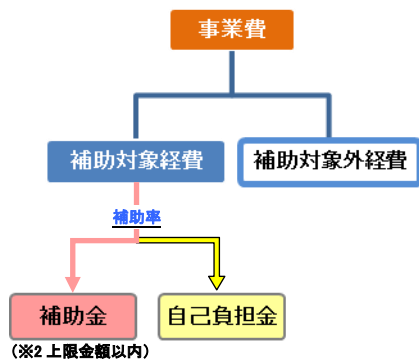 事業費
補助対象経費
補助対象外経費
補助率
補助金
自己負担金
(※2 上限金額以内)